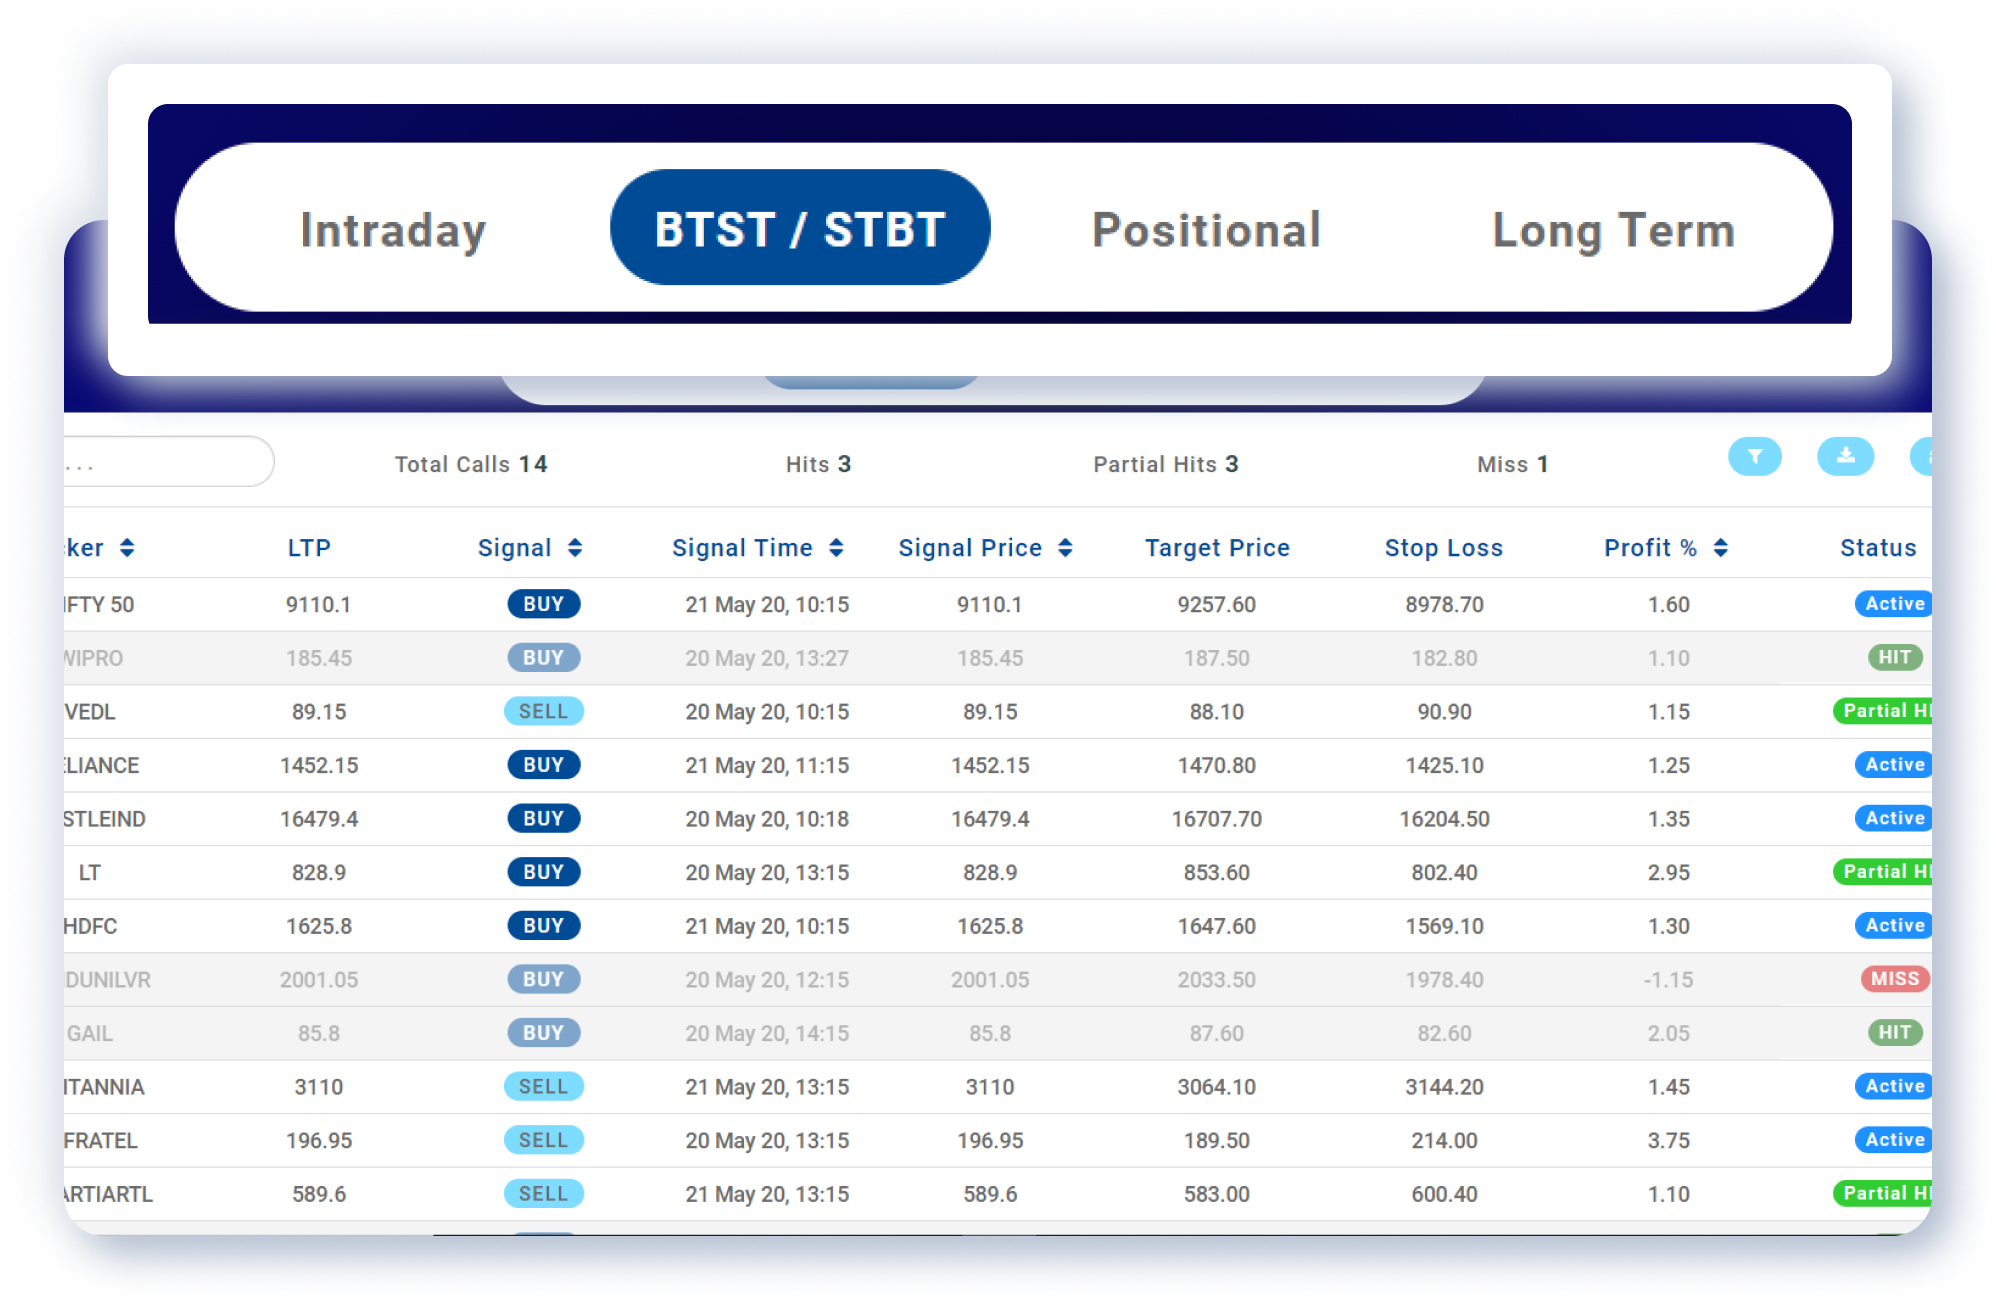 Intraday BTST / STBT Positional Long Term
... Total Calls 14 Hits 3 Partial Hits 3 Miss 1
cker LTP Signal Signal Time Signal Price Target Price Stop Loss Profit % Status
IFTY 50 9110.1 BUY 21 May 20, 10:15 9110.1 9257.60 8978.70 1.60 Active
WIPRO 185.45 BUY 20 May 20, 13:27 185.45 187.50 182.80 1.10 HIT
VEDL 89.15 SELL 20 May 20, 10:15 89.15 88.10 90.90 1.15 Partial HI
ELIANCE 1452.15 BUY 21 May 20, 11:15 1452.15 1470.80 1425.10 1.25 Active
STLEIND 16479.4 BUY 20 May 20, 10:18 16479.4 16707.70 16204.50 1.35 Active
LT 828.9 BUY 20 May 20, 13:15 828.9 853.60 802.40 2.95 Partial HI
HDFC 1625.8 BUY 21 May 20, 10:15 1625.8 1647.60 1569.10 1.30 Active
DUNILVR 2001.05 BUY 20 May 20, 12:15 2001.05 2033.50 1978.40 -1.15 MISS
GAIL 85.8 BUY 20 May 20, 14:15 85.8 87.60 82.60 2.05 HIT
ITANNIA 3110 SELL 21 May 20, 13:15 3110 3064.10 3144.20 1.45 Active
FRATEL 196.95 SELL 20 May 20, 13:15 196.95 189.50 214.00 3.75 Active
ARTIARTL 589.6 SELL 21 May 20, 13:15 589.6 583.00 600.40 1.10 Partial HI